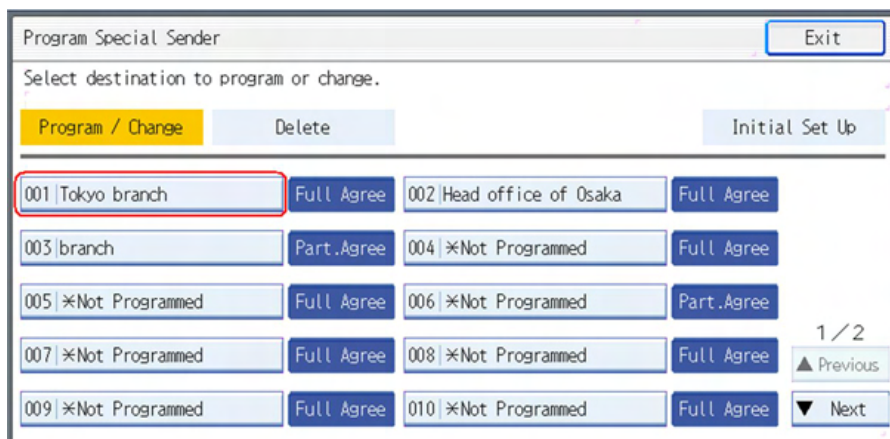 Program Special Sender Exit
Select destination to program or change.
Program / Change Delete Initial Set Up
001 Tokyo branch Full Agree 002 Head office of Osaka Full Agree
003 branch Part.Agree 004 ✳Not Programmed Full Agree
005 ✳Not Programmed Full Agree 006 ✳Not Programmed Part.Agree
1/2
007 ✳Not Programmed Full Agree 008 ✳Not Programmed Full Agree ▲ Previous
009 ✳Not Programmed Full Agree 010 ✳Not Programmed Full Agree ▼ Next